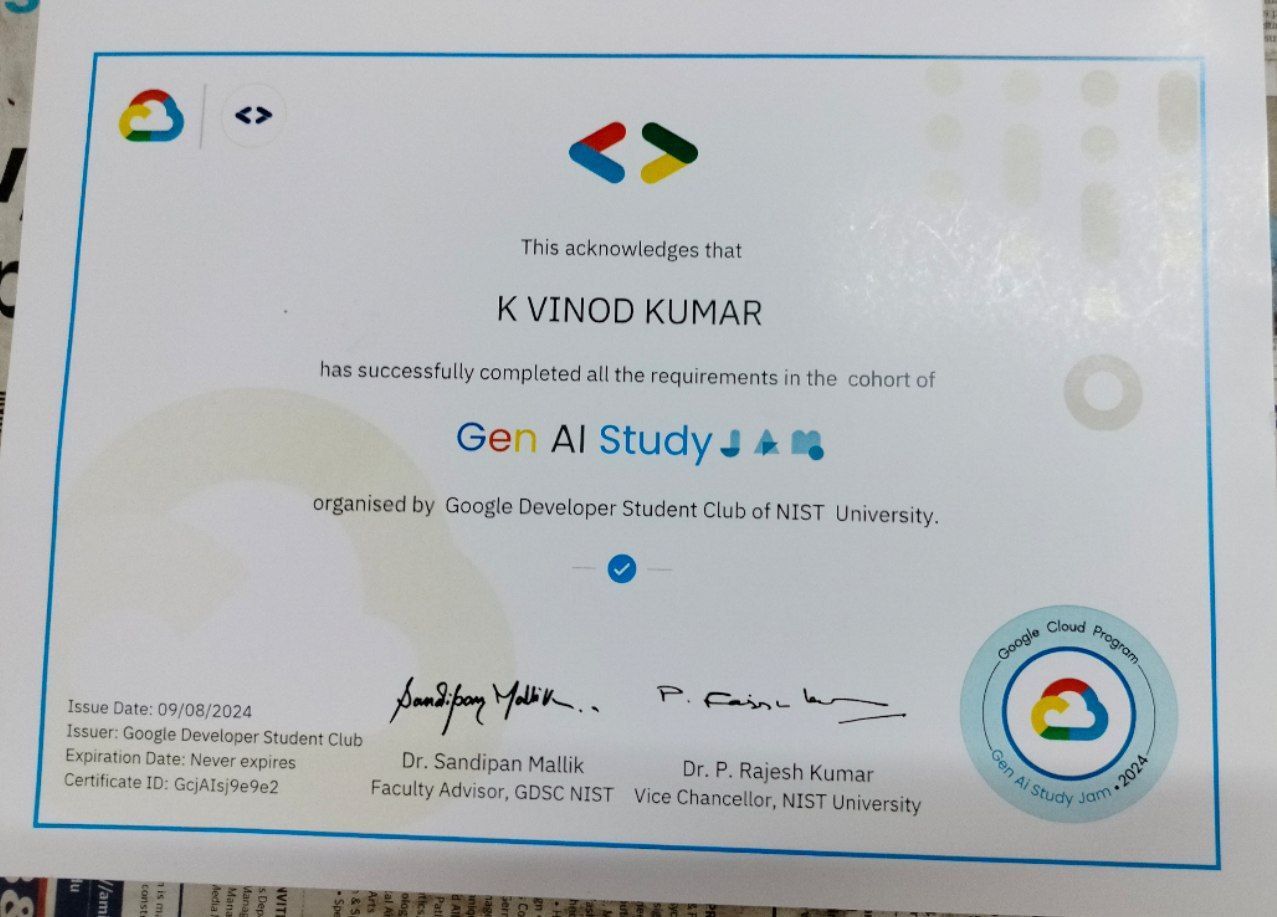 This acknowledges that
K VINOD KUMAR
has successfully completed all the requirements in the cohort of
Gen AI Study JAM
organised by Google Developer Student Club of NIST University.
Issue Date: 09/08/2024
Issuer: Google Developer Student Club
Expiration Date: Never expires
Certificate ID: GcjAIsj9e9e2
Sandipan Mallik
Dr. Sandipan Mallik
Faculty Advisor, GDSC NIST
Dr. P. Rajesh Kumar
Vice Chancellor, NIST University
Google Cloud Program
Gen Ai Study Jam • 2024